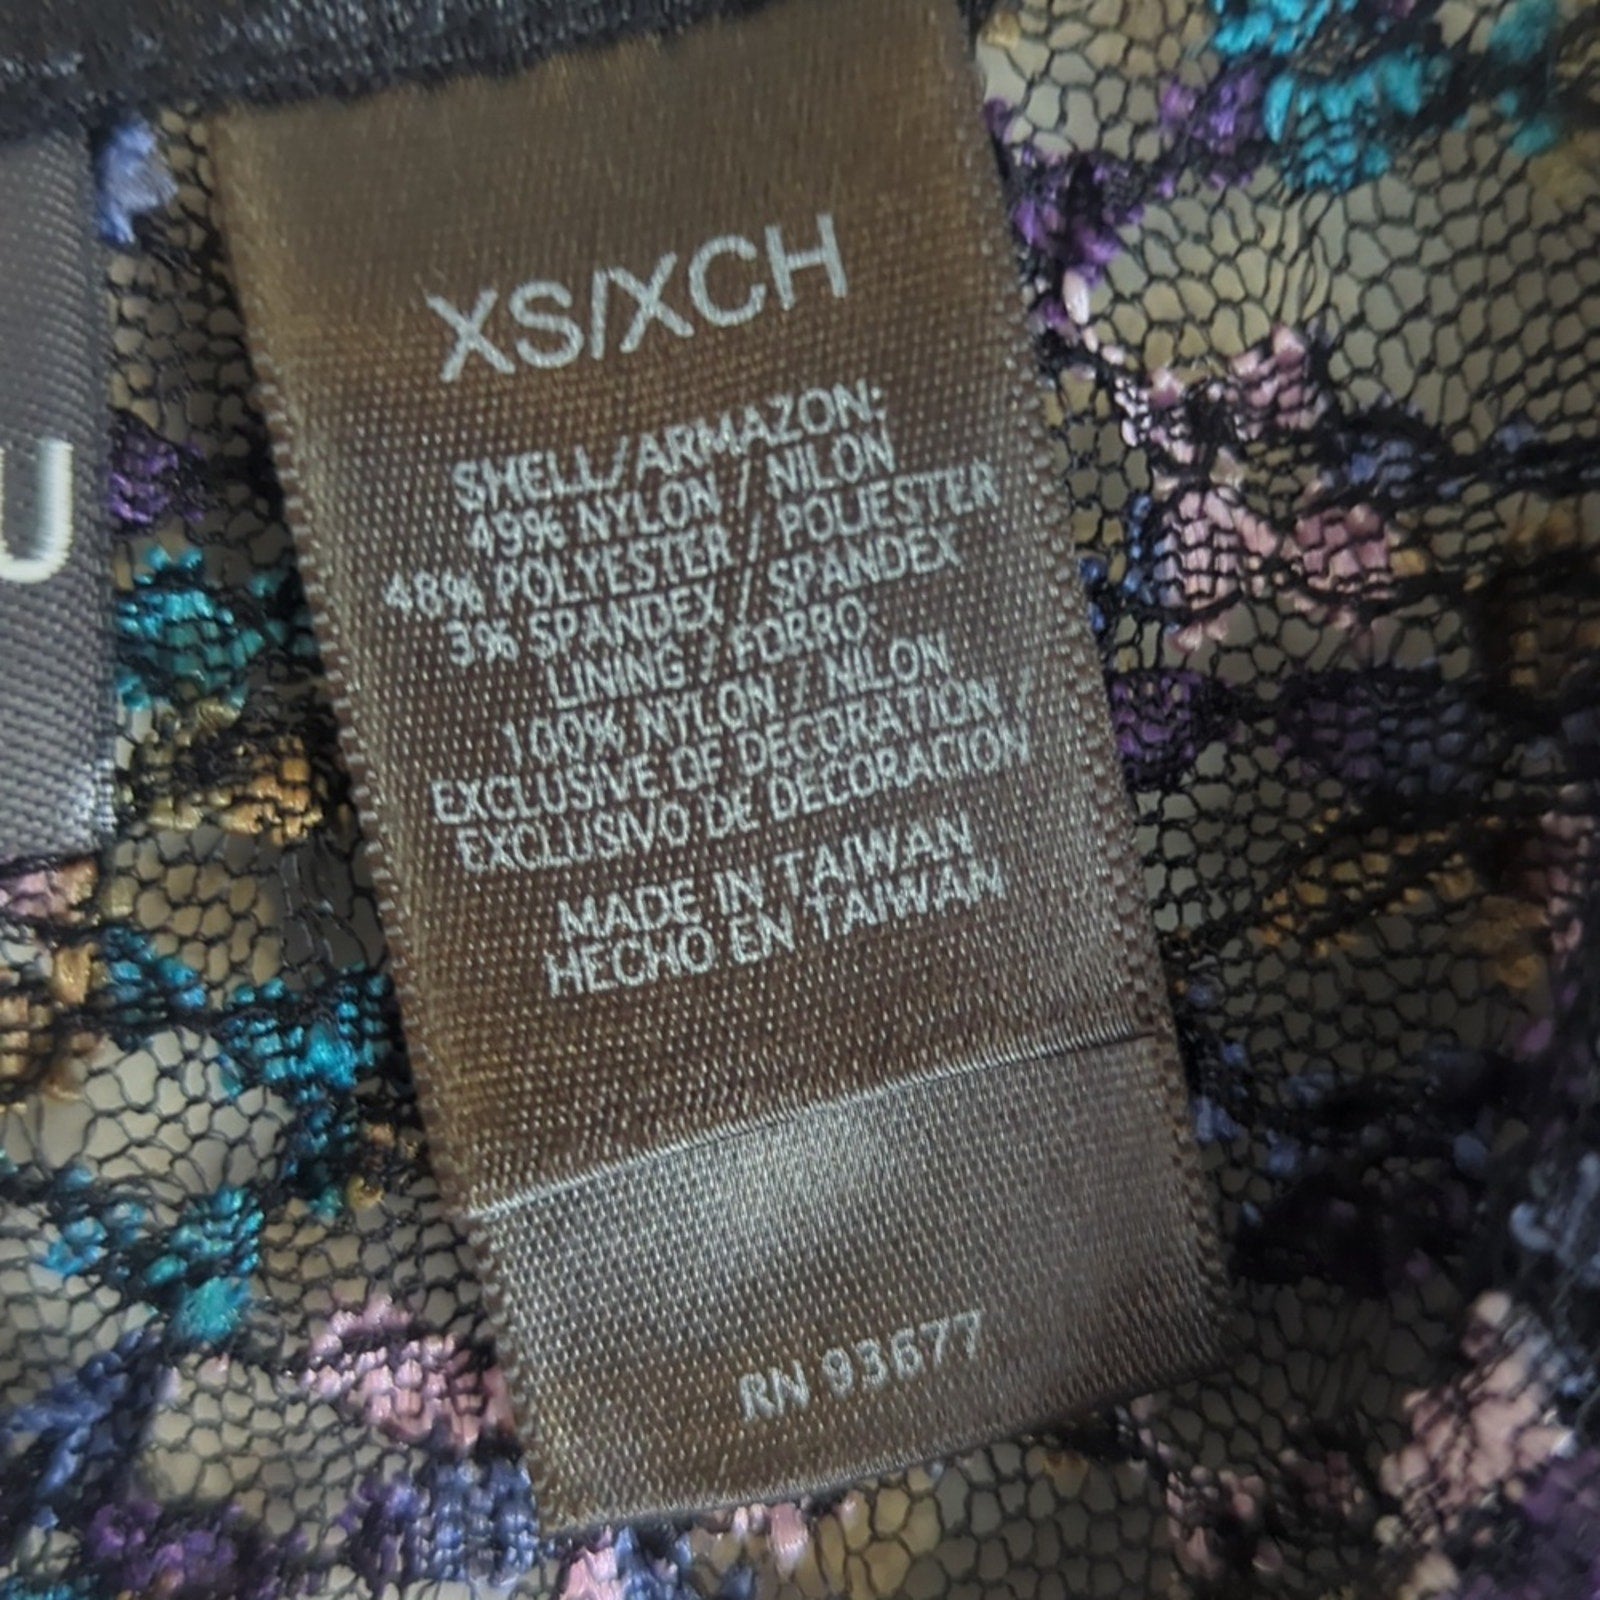 XS/XCH
SHELL/ARMAZON:
49% NYLON / NILON
48% POLYESTER / POLIESTER
3% SPANDEX / SPANDEX
LINING / FORRO:
100% NYLON / NILON
EXCLUSIVE OF DECORATION /
EXCLUSIVO DE DECORACION
MADE IN TAIWAN
HECHO EN TAIWAN
RN 93677
U